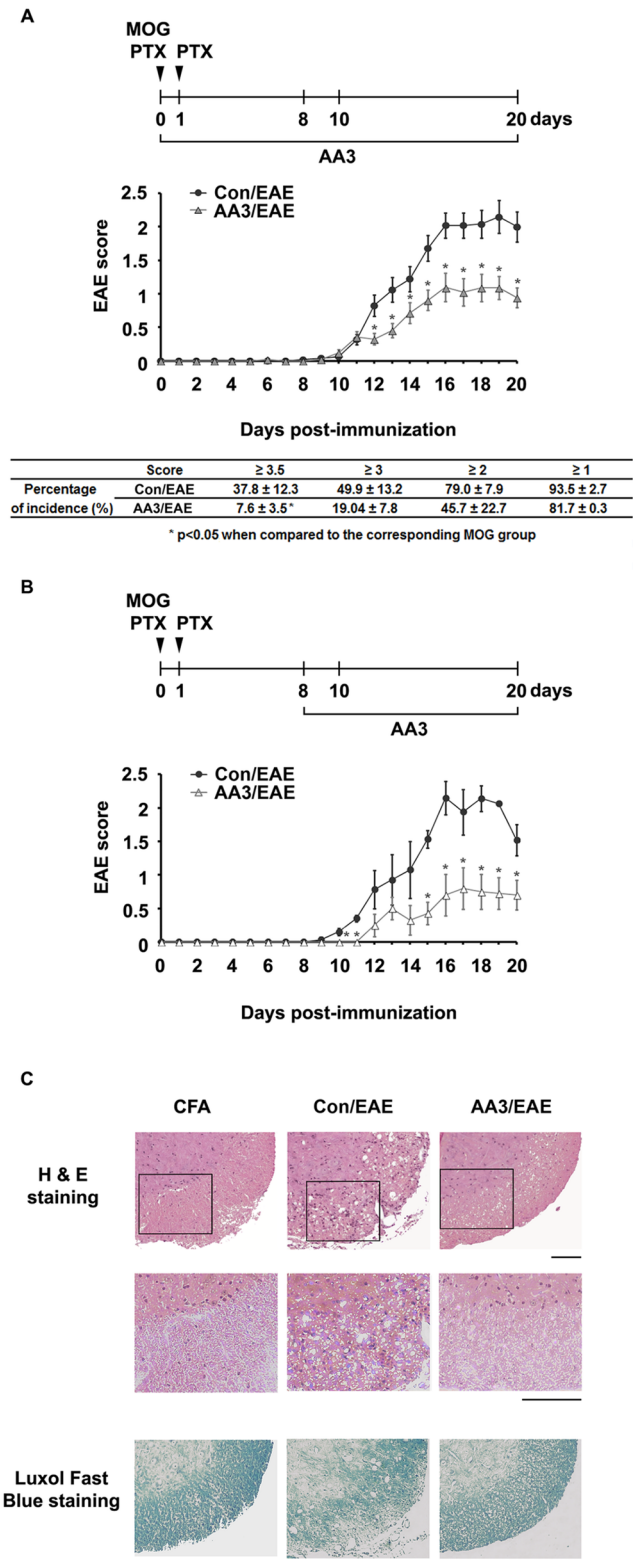 A
MOG
PTX PTX
0 1 8 10 20 days
AA3
2.5
2
1.5
1
0.5
0
EAE score
Con/EAE
AA3/EAE
* * * * * * * * *
0 2 4 6 8 10 12 14 16 18 20
Days post-immunization
Score ≥ 3.5 ≥ 3 ≥ 2 ≥ 1
Percentage of incidence (%)
Con/EAE 37.8 ± 12.3 49.9 ± 13.2 79.0 ± 7.9 93.5 ± 2.7
AA3/EAE 7.6 ± 3.5* 19.04 ± 7.8 45.7 ± 22.7 81.7 ± 0.3
* p<0.05 when compared to the corresponding MOG group
B
MOG
PTX PTX
0 1 8 10 20 days
AA3
2.5
2
1.5
1
0.5
0
EAE score
Con/EAE
AA3/EAE
* * * * * * * *
0 2 4 6 8 10 12 14 16 18 20
Days post-immunization
C
CFA Con/EAE AA3/EAE
H & E
staining
Luxol Fast
Blue staining